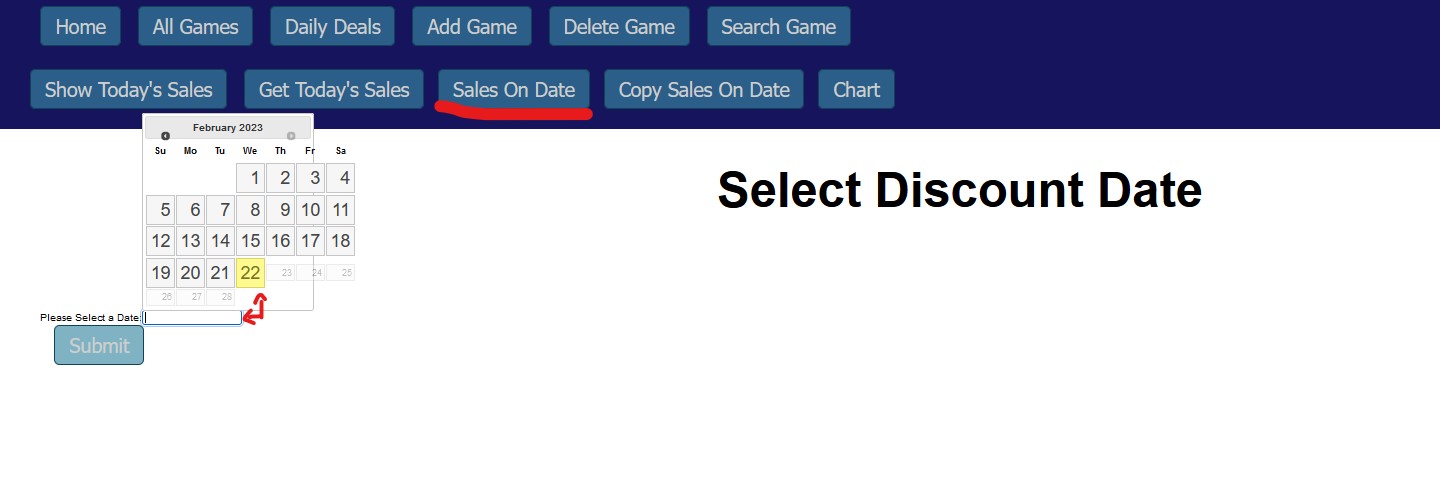 Home All Games Daily Deals Add Game Delete Game Search Game
Show Today's Sales Get Today's Sales Sales On Date Copy Sales On Date Chart
February 2023
Su Mo Tu We Th Fr Sa
1 2 3 4
5 6 7 8 9 10 11
12 13 14 15 16 17 18
19 20 21 22 23 24 25
26 27 28
Select Discount Date
Please Select a Date:
Submit